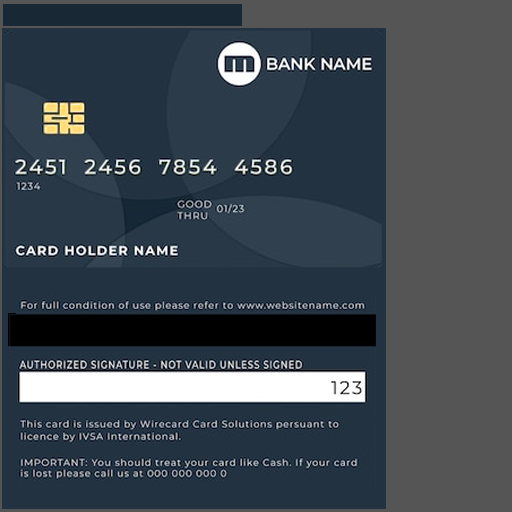 m BANK NAME
2451 2456 7854 4586
1234
GOOD
THRU 01/23
CARD HOLDER NAME
For full condition of use please refer to www.websitename.com
AUTHORIZED SIGNATURE - NOT VALID UNLESS SIGNED
123
This card is issued by Wirecard Card Solutions persuant to
licence by IVSA International.
IMPORTANT: You should treat your card like Cash. If your card
is lost please call us at 000 000 000 0